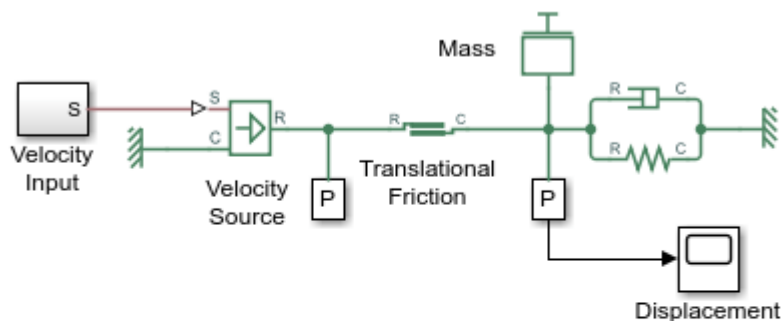 Mass
S
S
C
R
R
C
R
C
R
C
Velocity
Input
Velocity
Source
P
Translational
Friction
P
Displacement